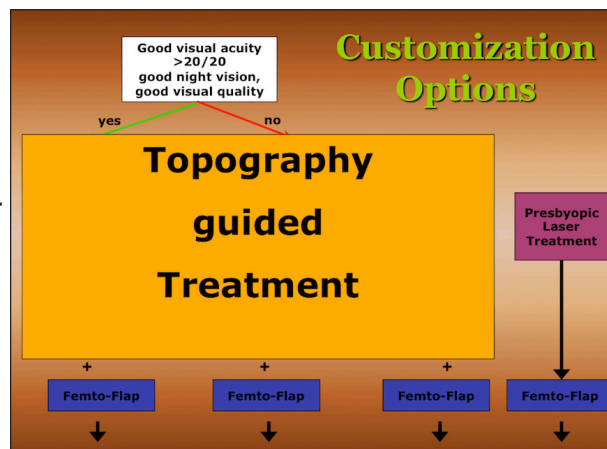 Customization
Options
Good visual acuity
>20/20
good night vision,
good visual quality
yes
no
Topography
guided
Treatment
Presbyopic
Laser
Treatment
+
+
+
Femto-Flap
Femto-Flap
Femto-Flap
Femto-Flap